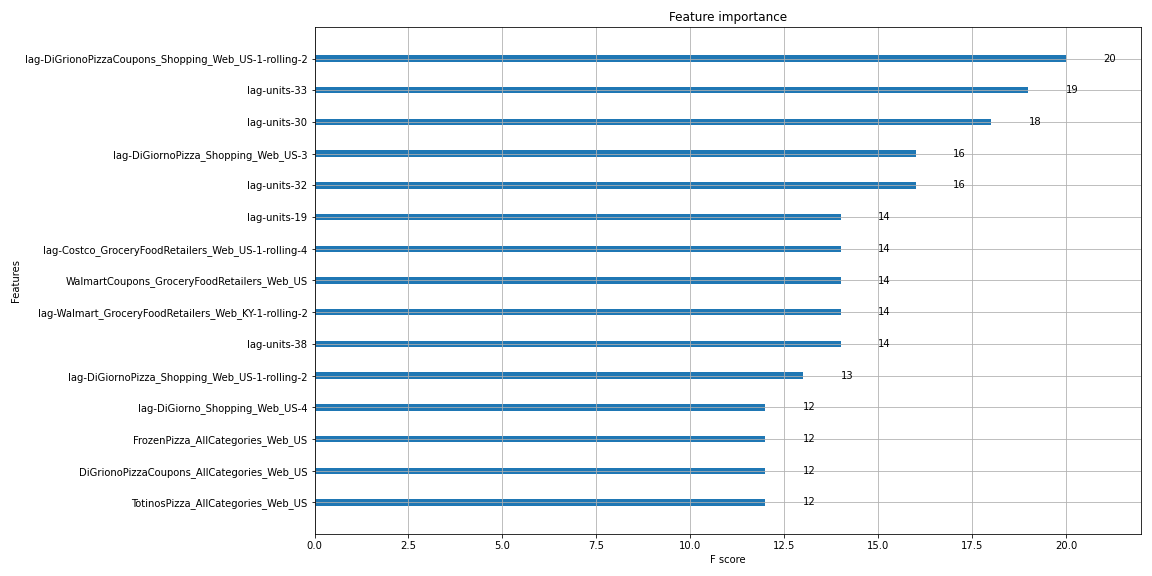 Feature importance
lag-DiGrionoPizzaCoupons_Shopping_Web_US-1-rolling-2 20
lag-units-33 19
lag-units-30 18
lag-DiGiornoPizza_Shopping_Web_US-3 16
lag-units-32 16
lag-units-19 14
lag-Costco_GroceryFoodRetailers_Web_US-1-rolling-4 14
WalmartCoupons_GroceryFoodRetailers_Web_US 14
lag-Walmart_GroceryFoodRetailers_Web_KY-1-rolling-2 14
lag-units-38 14
lag-DiGiornoPizza_Shopping_Web_US-1-rolling-2 13
lag-DiGiorno_Shopping_Web_US-4 12
FrozenPizza_AllCategories_Web_US 12
DiGrionoPizzaCoupons_AllCategories_Web_US 12
TotinosPizza_AllCategories_Web_US 12
Features
0.0 2.5 5.0 7.5 10.0 12.5 15.0 17.5 20.0
F score